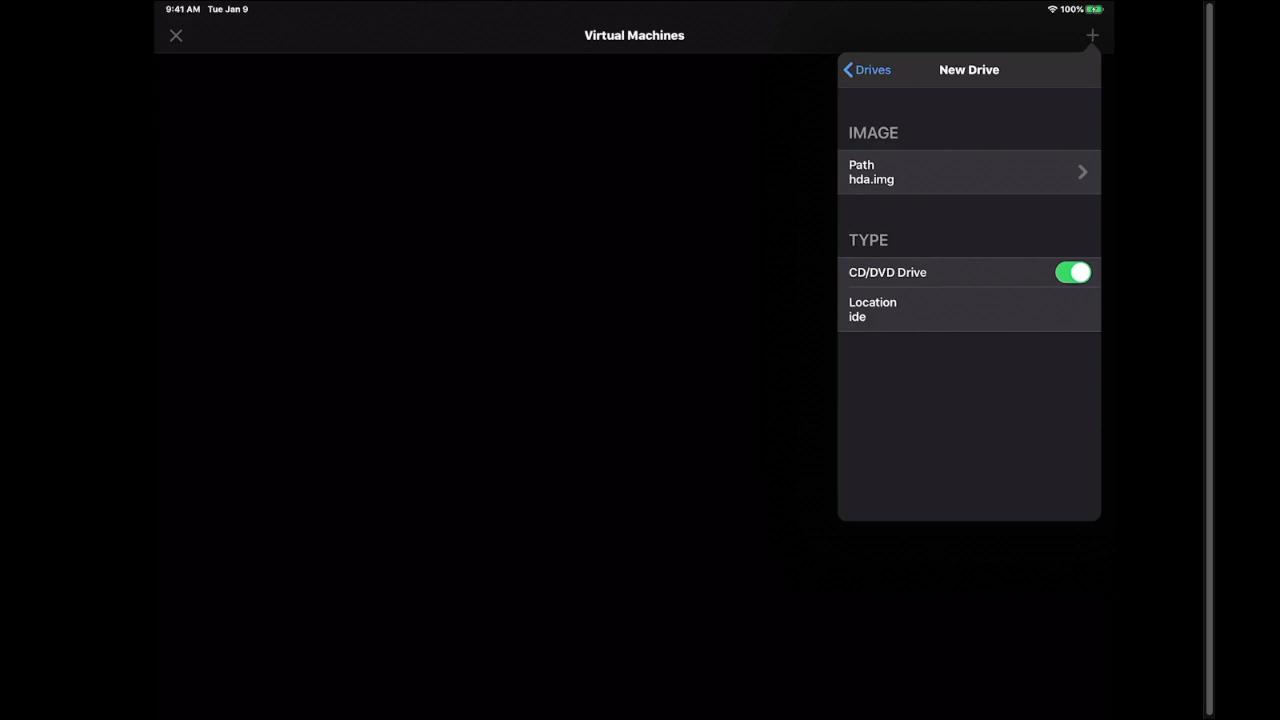 9:41 AM Tue Jan 9
100%
Virtual Machines
Drives
New Drive
IMAGE
Path
hda.img
TYPE
CD/DVD Drive
Location
ide